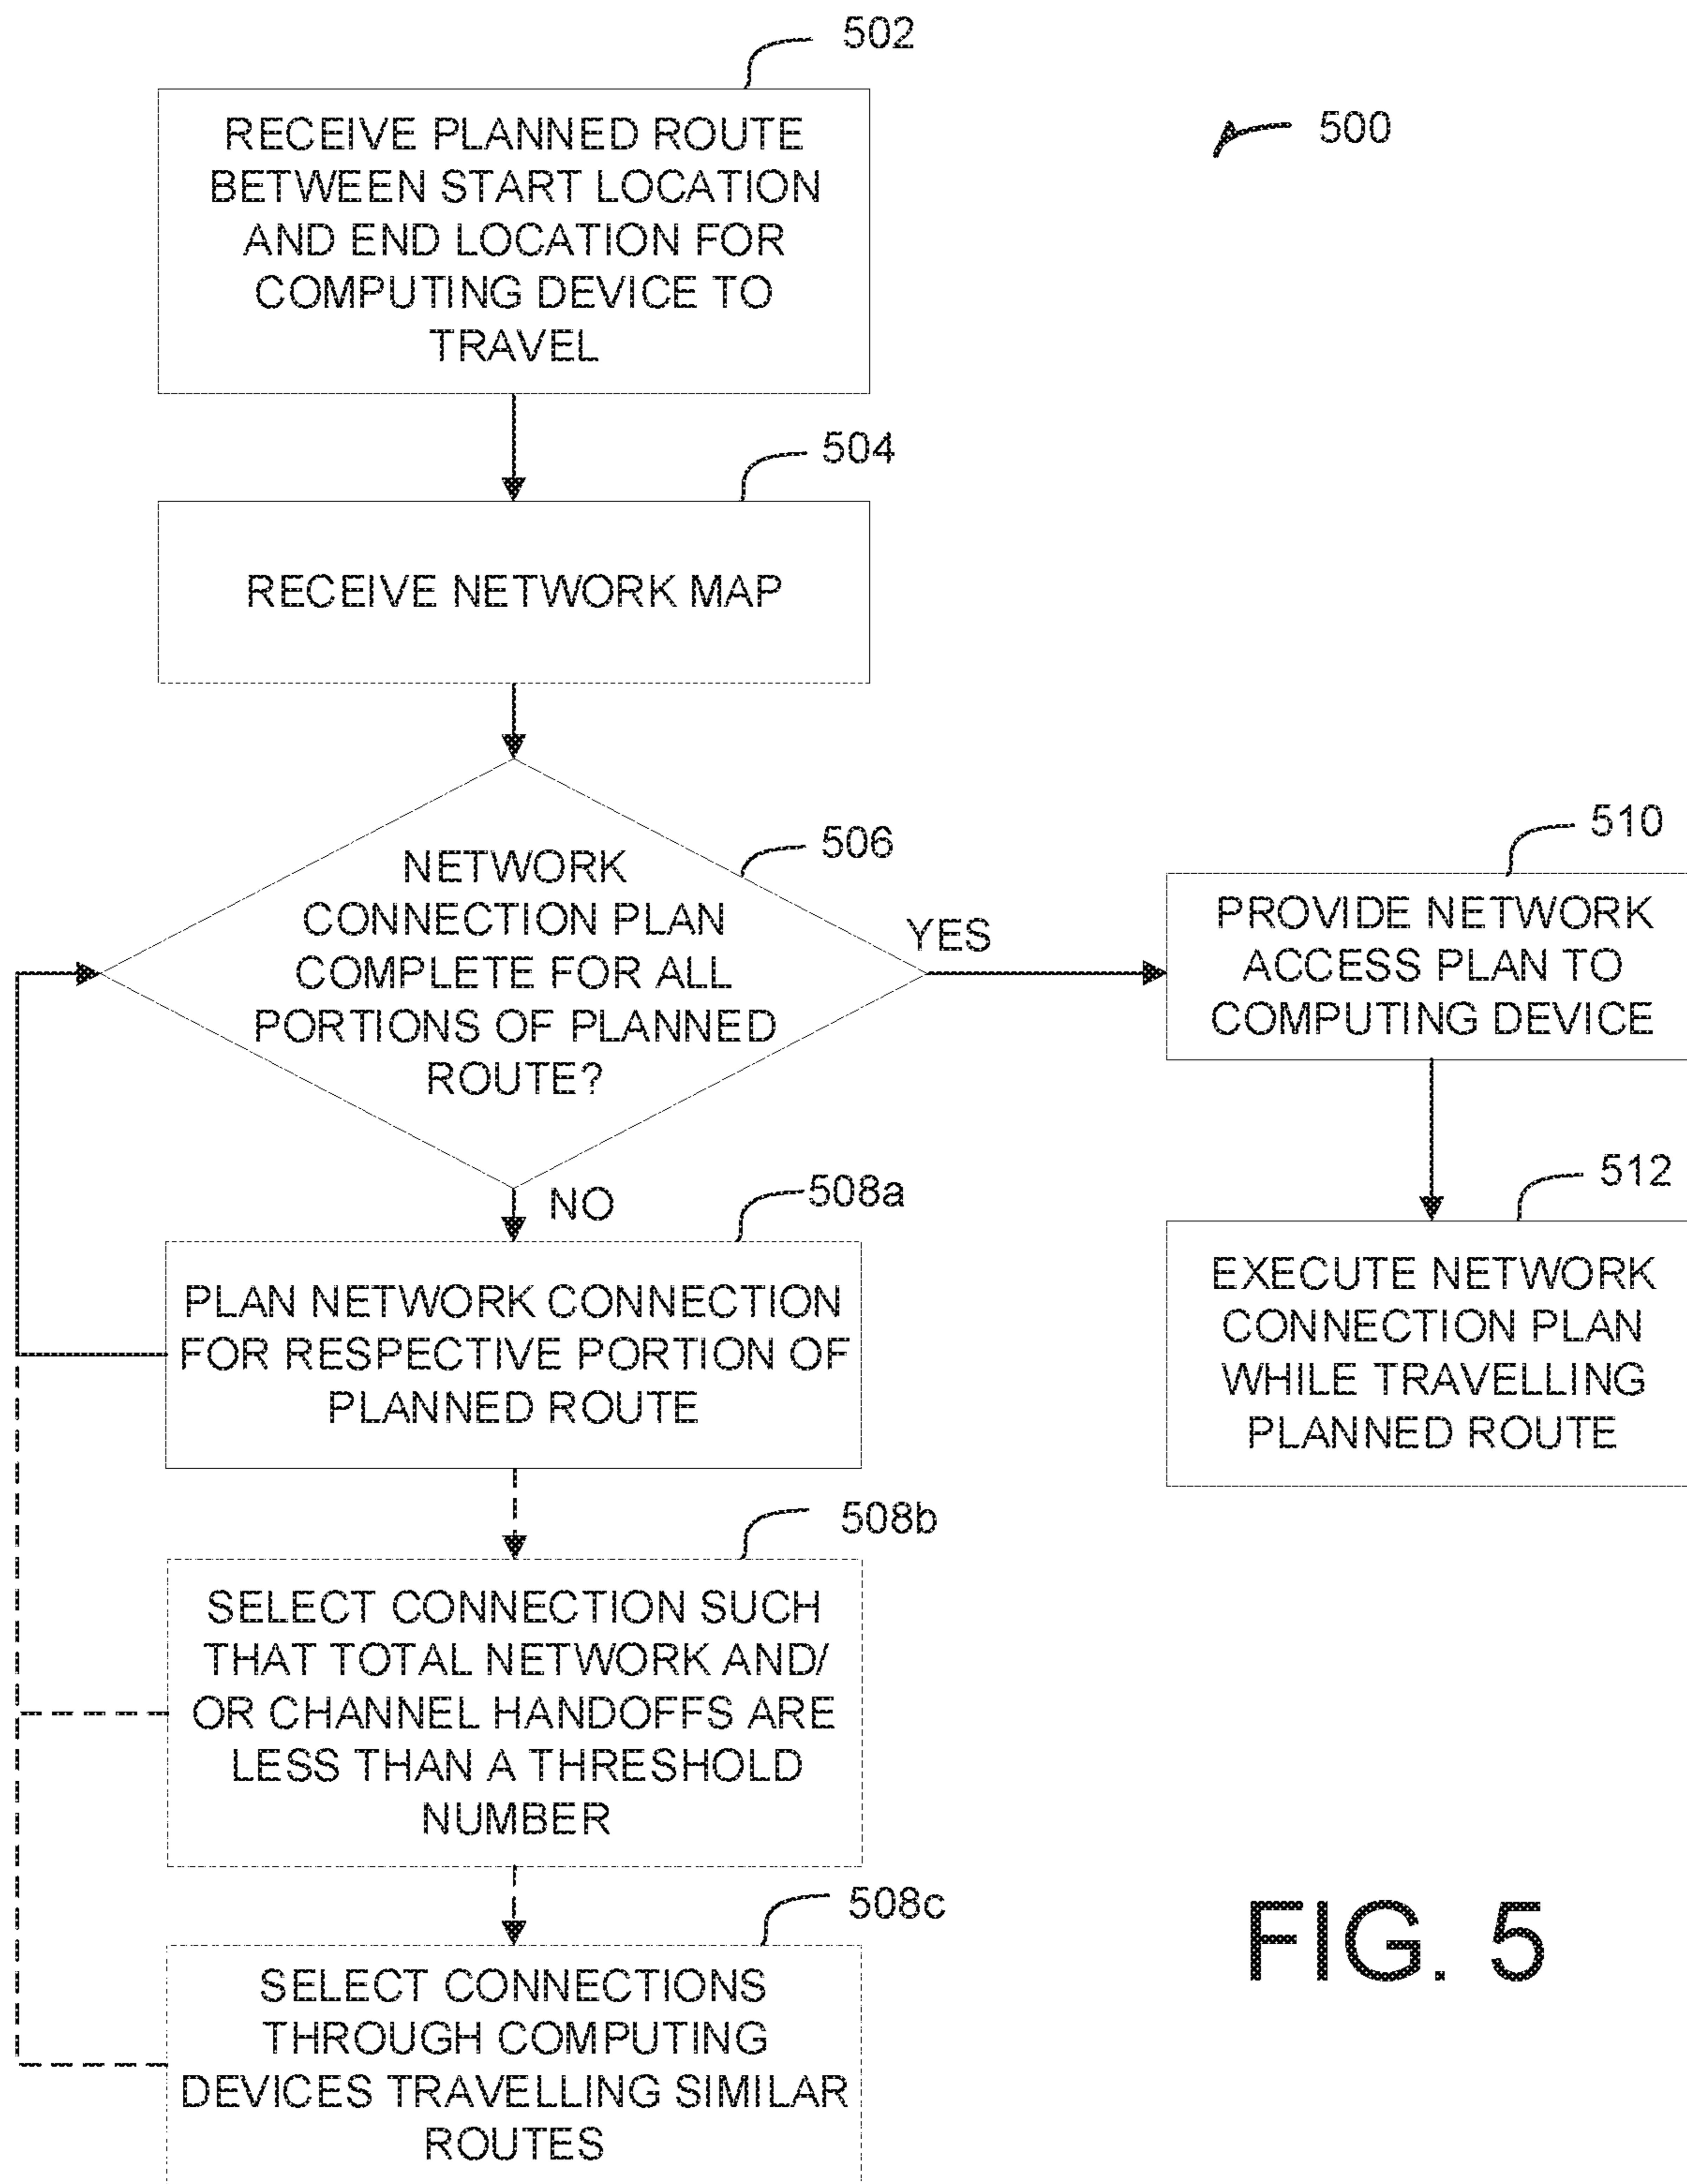 502
RECEIVE PLANNED ROUTE
BETWEEN START LOCATION
AND END LOCATION FOR
COMPUTING DEVICE TO
TRAVEL
500
504
RECEIVE NETWORK MAP
506
NETWORK
CONNECTION PLAN
COMPLETE FOR ALL
PORTIONS OF PLANNED
ROUTE?
YES
NO
510
PROVIDE NETWORK
ACCESS PLAN TO
COMPUTING DEVICE
512
EXECUTE NETWORK
CONNECTION PLAN
WHILE TRAVELLING
PLANNED ROUTE
508a
PLAN NETWORK CONNECTION
FOR RESPECTIVE PORTION OF
PLANNED ROUTE
508b
SELECT CONNECTION SUCH
THAT TOTAL NETWORK AND/
OR CHANNEL HANDOFFS ARE
LESS THAN A THRESHOLD
NUMBER
508c
SELECT CONNECTIONS
THROUGH COMPUTING
DEVICES TRAVELLING SIMILAR
ROUTES
FIG. 5